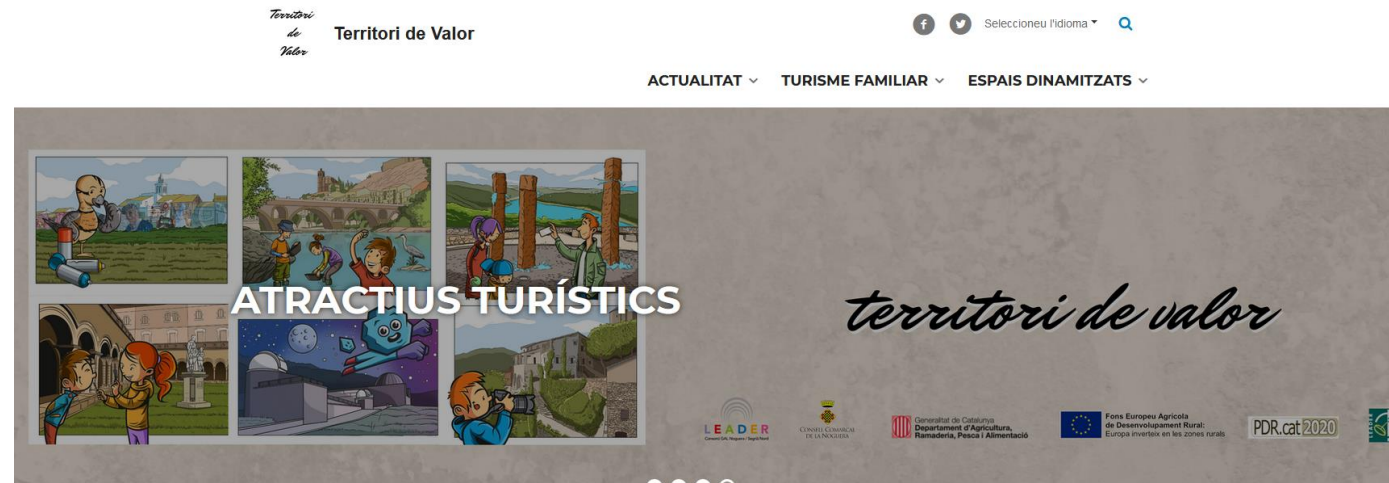 Territori
de
Valor
Territori de Valor
Seleccioneu l'idioma
ACTUALITAT
TURISME FAMILIAR
ESPAIS DINAMITZATS
ATRACTIUS TURÍSTICS
territori de valor
LEADER
CONSELL COMARCAL
DE LA NOGUERA
Generalitat de Catalunya
Departament d'Agricultura,
Ramaderia, Pesca i Alimentació
Fons Europeu Agrícola
de Desenvolupament Rural:
Europa inverteix en les zones rurals
PDR.cat 2020